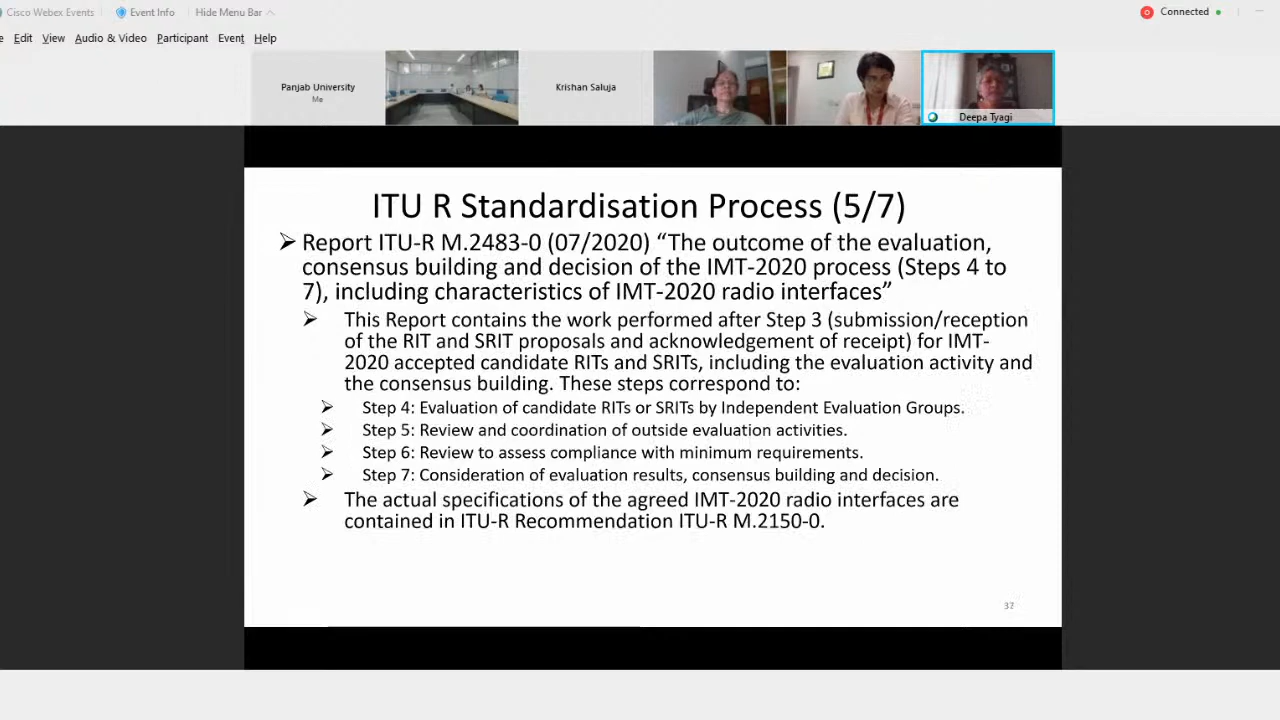 Cisco Webex Events Event Info Hide Menu Bar Connected
Edit View Audio & Video Participant Event Help
Panjab University
Me
Krishan Saluja
Deepa Tyagi
ITU R Standardisation Process (5/7)
Report ITU-R M.2483-0 (07/2020) “The outcome of the evaluation,
consensus building and decision of the IMT-2020 process (Steps 4 to
7), including characteristics of IMT-2020 radio interfaces”
This Report contains the work performed after Step 3 (submission/reception
of the RIT and SRIT proposals and acknowledgement of receipt) for IMT-
2020 accepted candidate RITs and SRITs, including the evaluation activity and
the consensus building. These steps correspond to:
Step 4: Evaluation of candidate RITs or SRITs by Independent Evaluation Groups.
Step 5: Review and coordination of outside evaluation activities.
Step 6: Review to assess compliance with minimum requirements.
Step 7: Consideration of evaluation results, consensus building and decision.
The actual specifications of the agreed IMT-2020 radio interfaces are
contained in ITU-R Recommendation ITU-R M.2150-0.
37